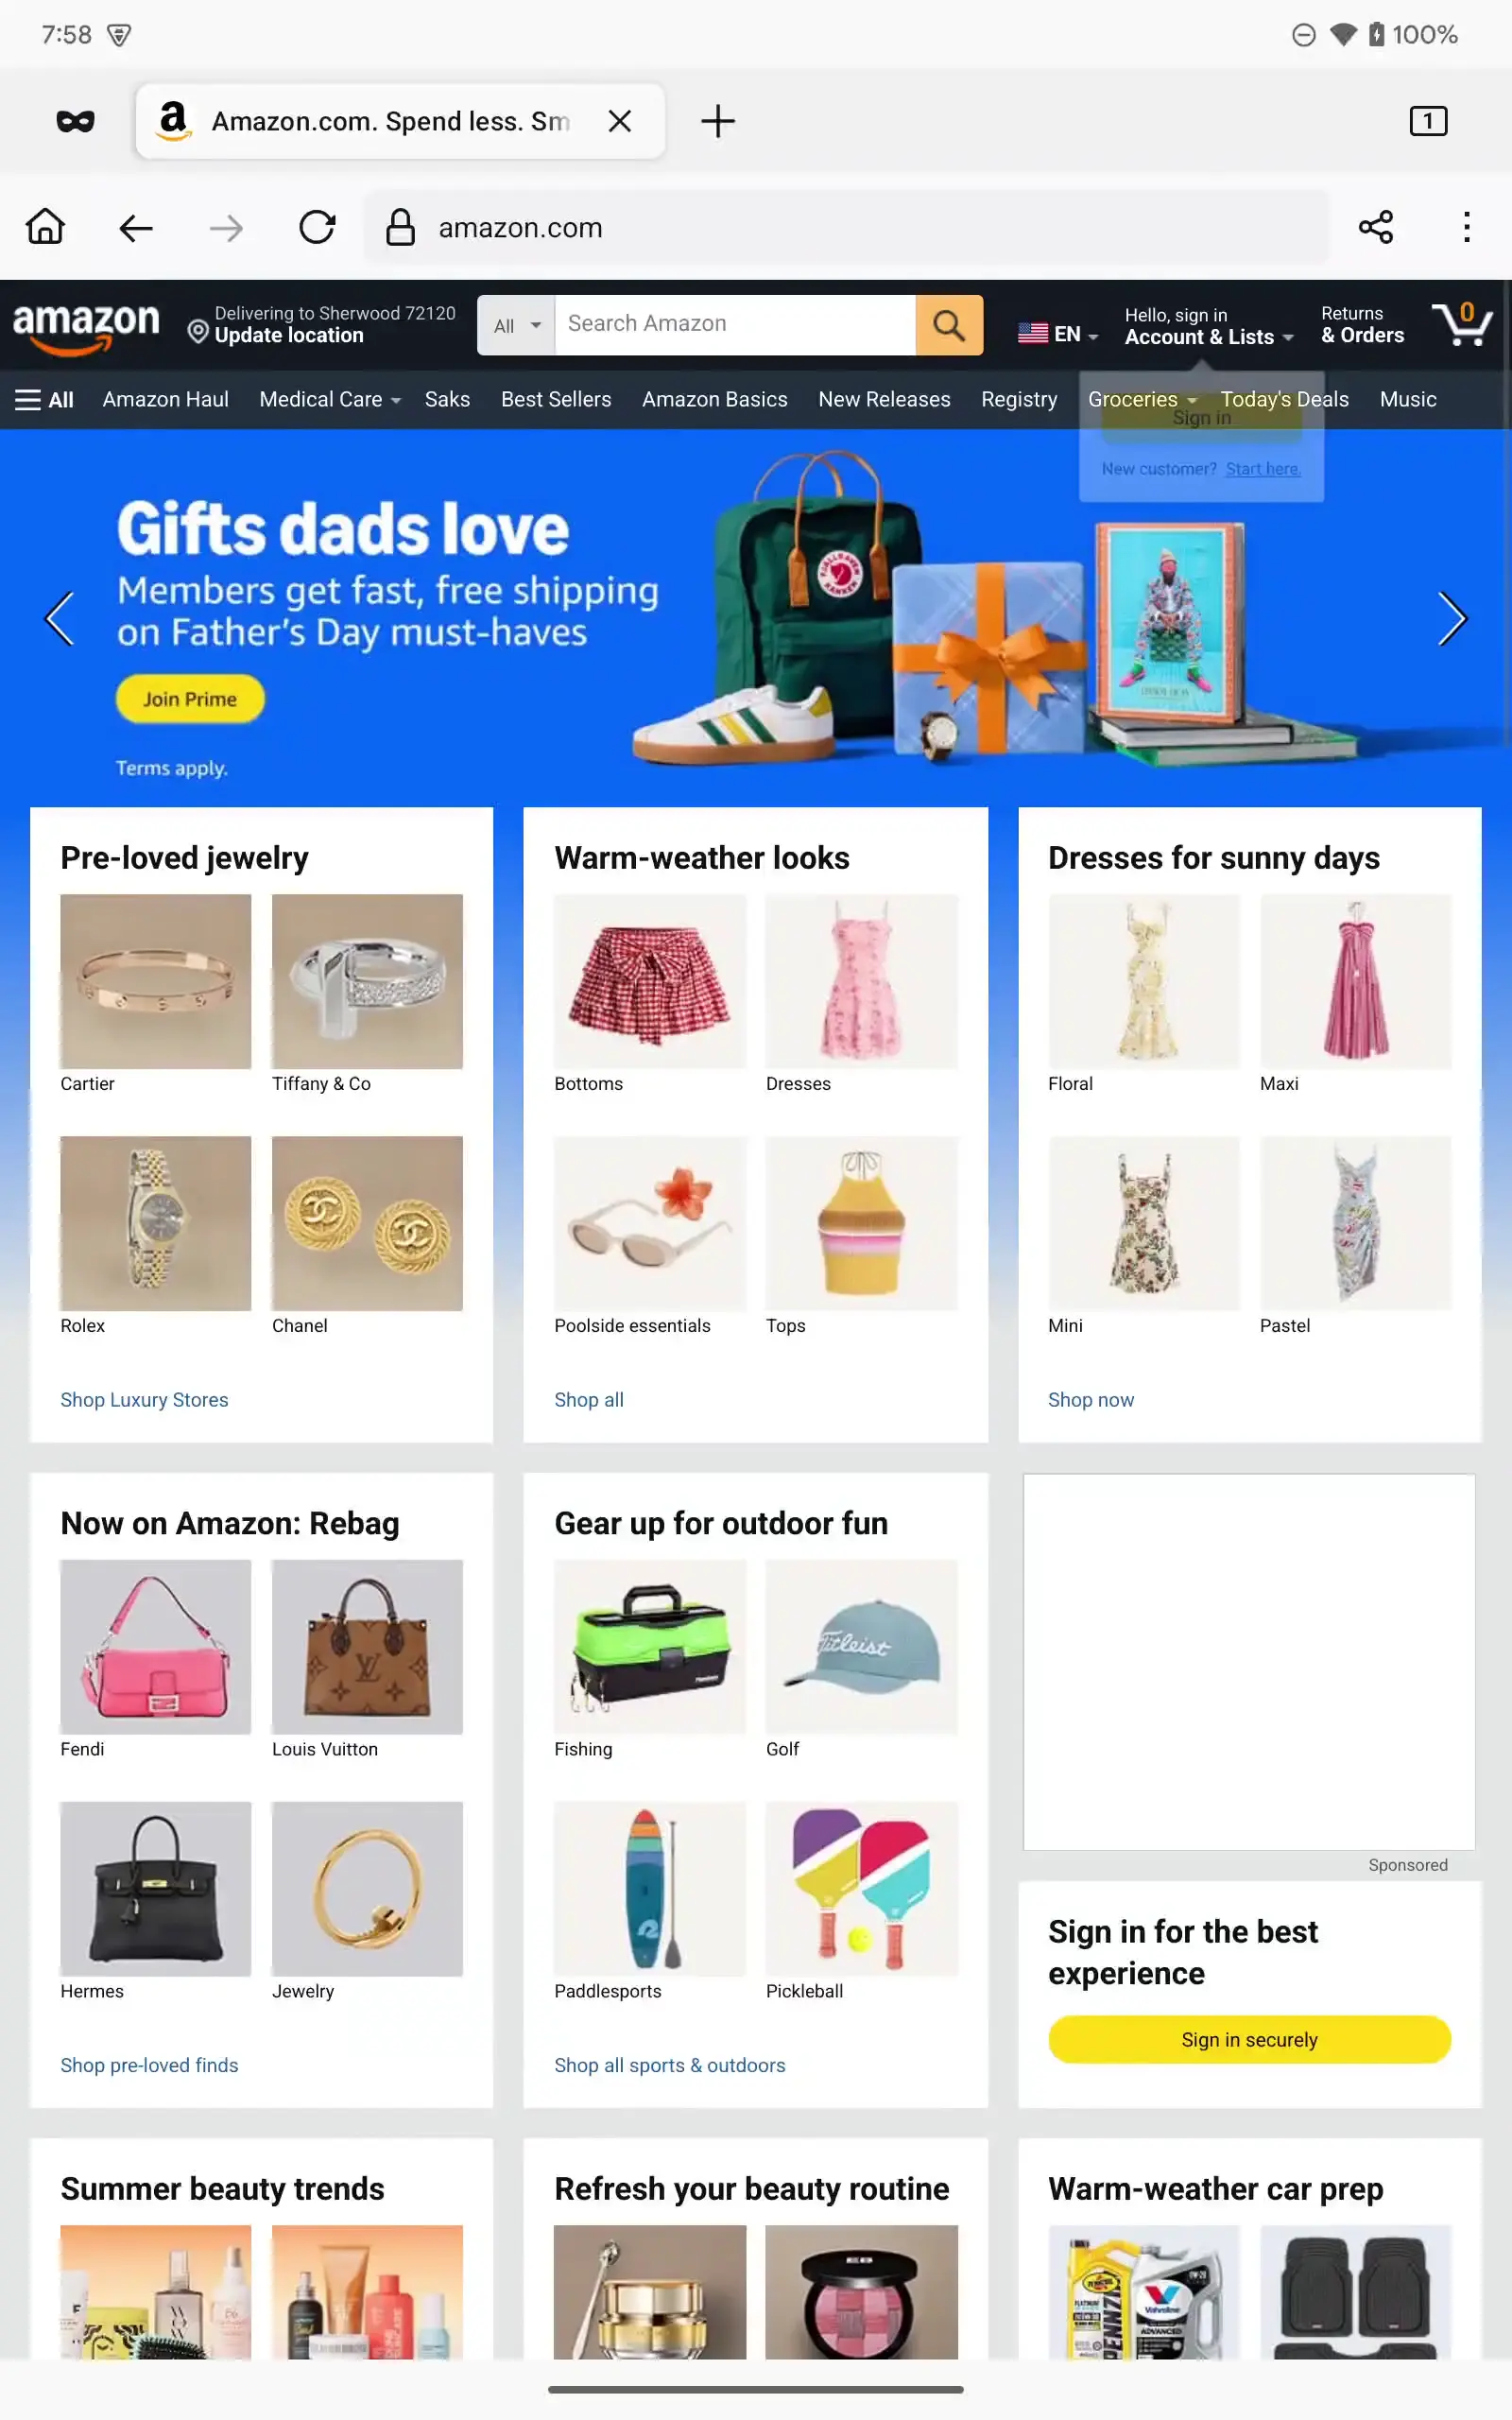 7:58
100%
Amazon.com. Spend less. Sm
1
amazon.com
amazon
Delivering to Sherwood 72120
Update location
All
Search Amazon
EN
Hello, sign in
Account & Lists
Returns
& Orders
0
All
Amazon Haul
Medical Care
Saks
Best Sellers
Amazon Basics
New Releases
Registry
Groceries
Today's Deals
Music
Sign in
New customer? Start here.
Gifts dads love
Members get fast, free shipping
on Father's Day must-haves
Join Prime
Terms apply.
Pre-loved jewelry
Cartier
Tiffany & Co
Rolex
Chanel
Shop Luxury Stores
Warm-weather looks
Bottoms
Dresses
Poolside essentials
Tops
Shop all
Dresses for sunny days
Floral
Maxi
Mini
Pastel
Shop now
Now on Amazon: Rebag
Fendi
Louis Vuitton
Hermes
Jewelry
Shop pre-loved finds
Gear up for outdoor fun
Titleist
Fishing
Golf
Paddlesports
Pickleball
Shop all sports & outdoors
Sponsored
Sign in for the best
experience
Sign in securely
Summer beauty trends
Refresh your beauty routine
Warm-weather car prep
PENNZOIL
Valvoline
ADVANCED